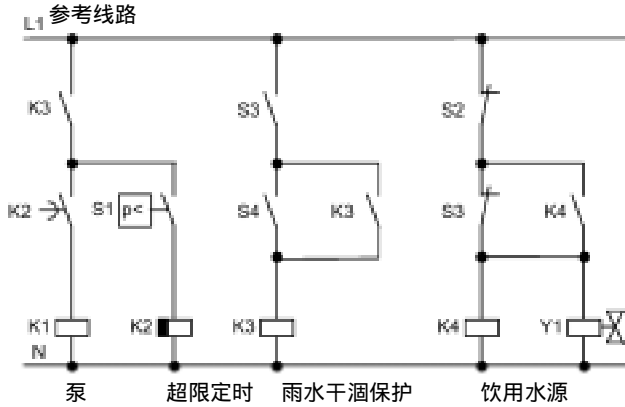 参考线路
L1
K3 S3 S2
K2 S1 p< S4 K3 S3 K4
K1 K2 K3 K4 Y1
N
泵 超限定时 雨水干涸保护 饮用水源